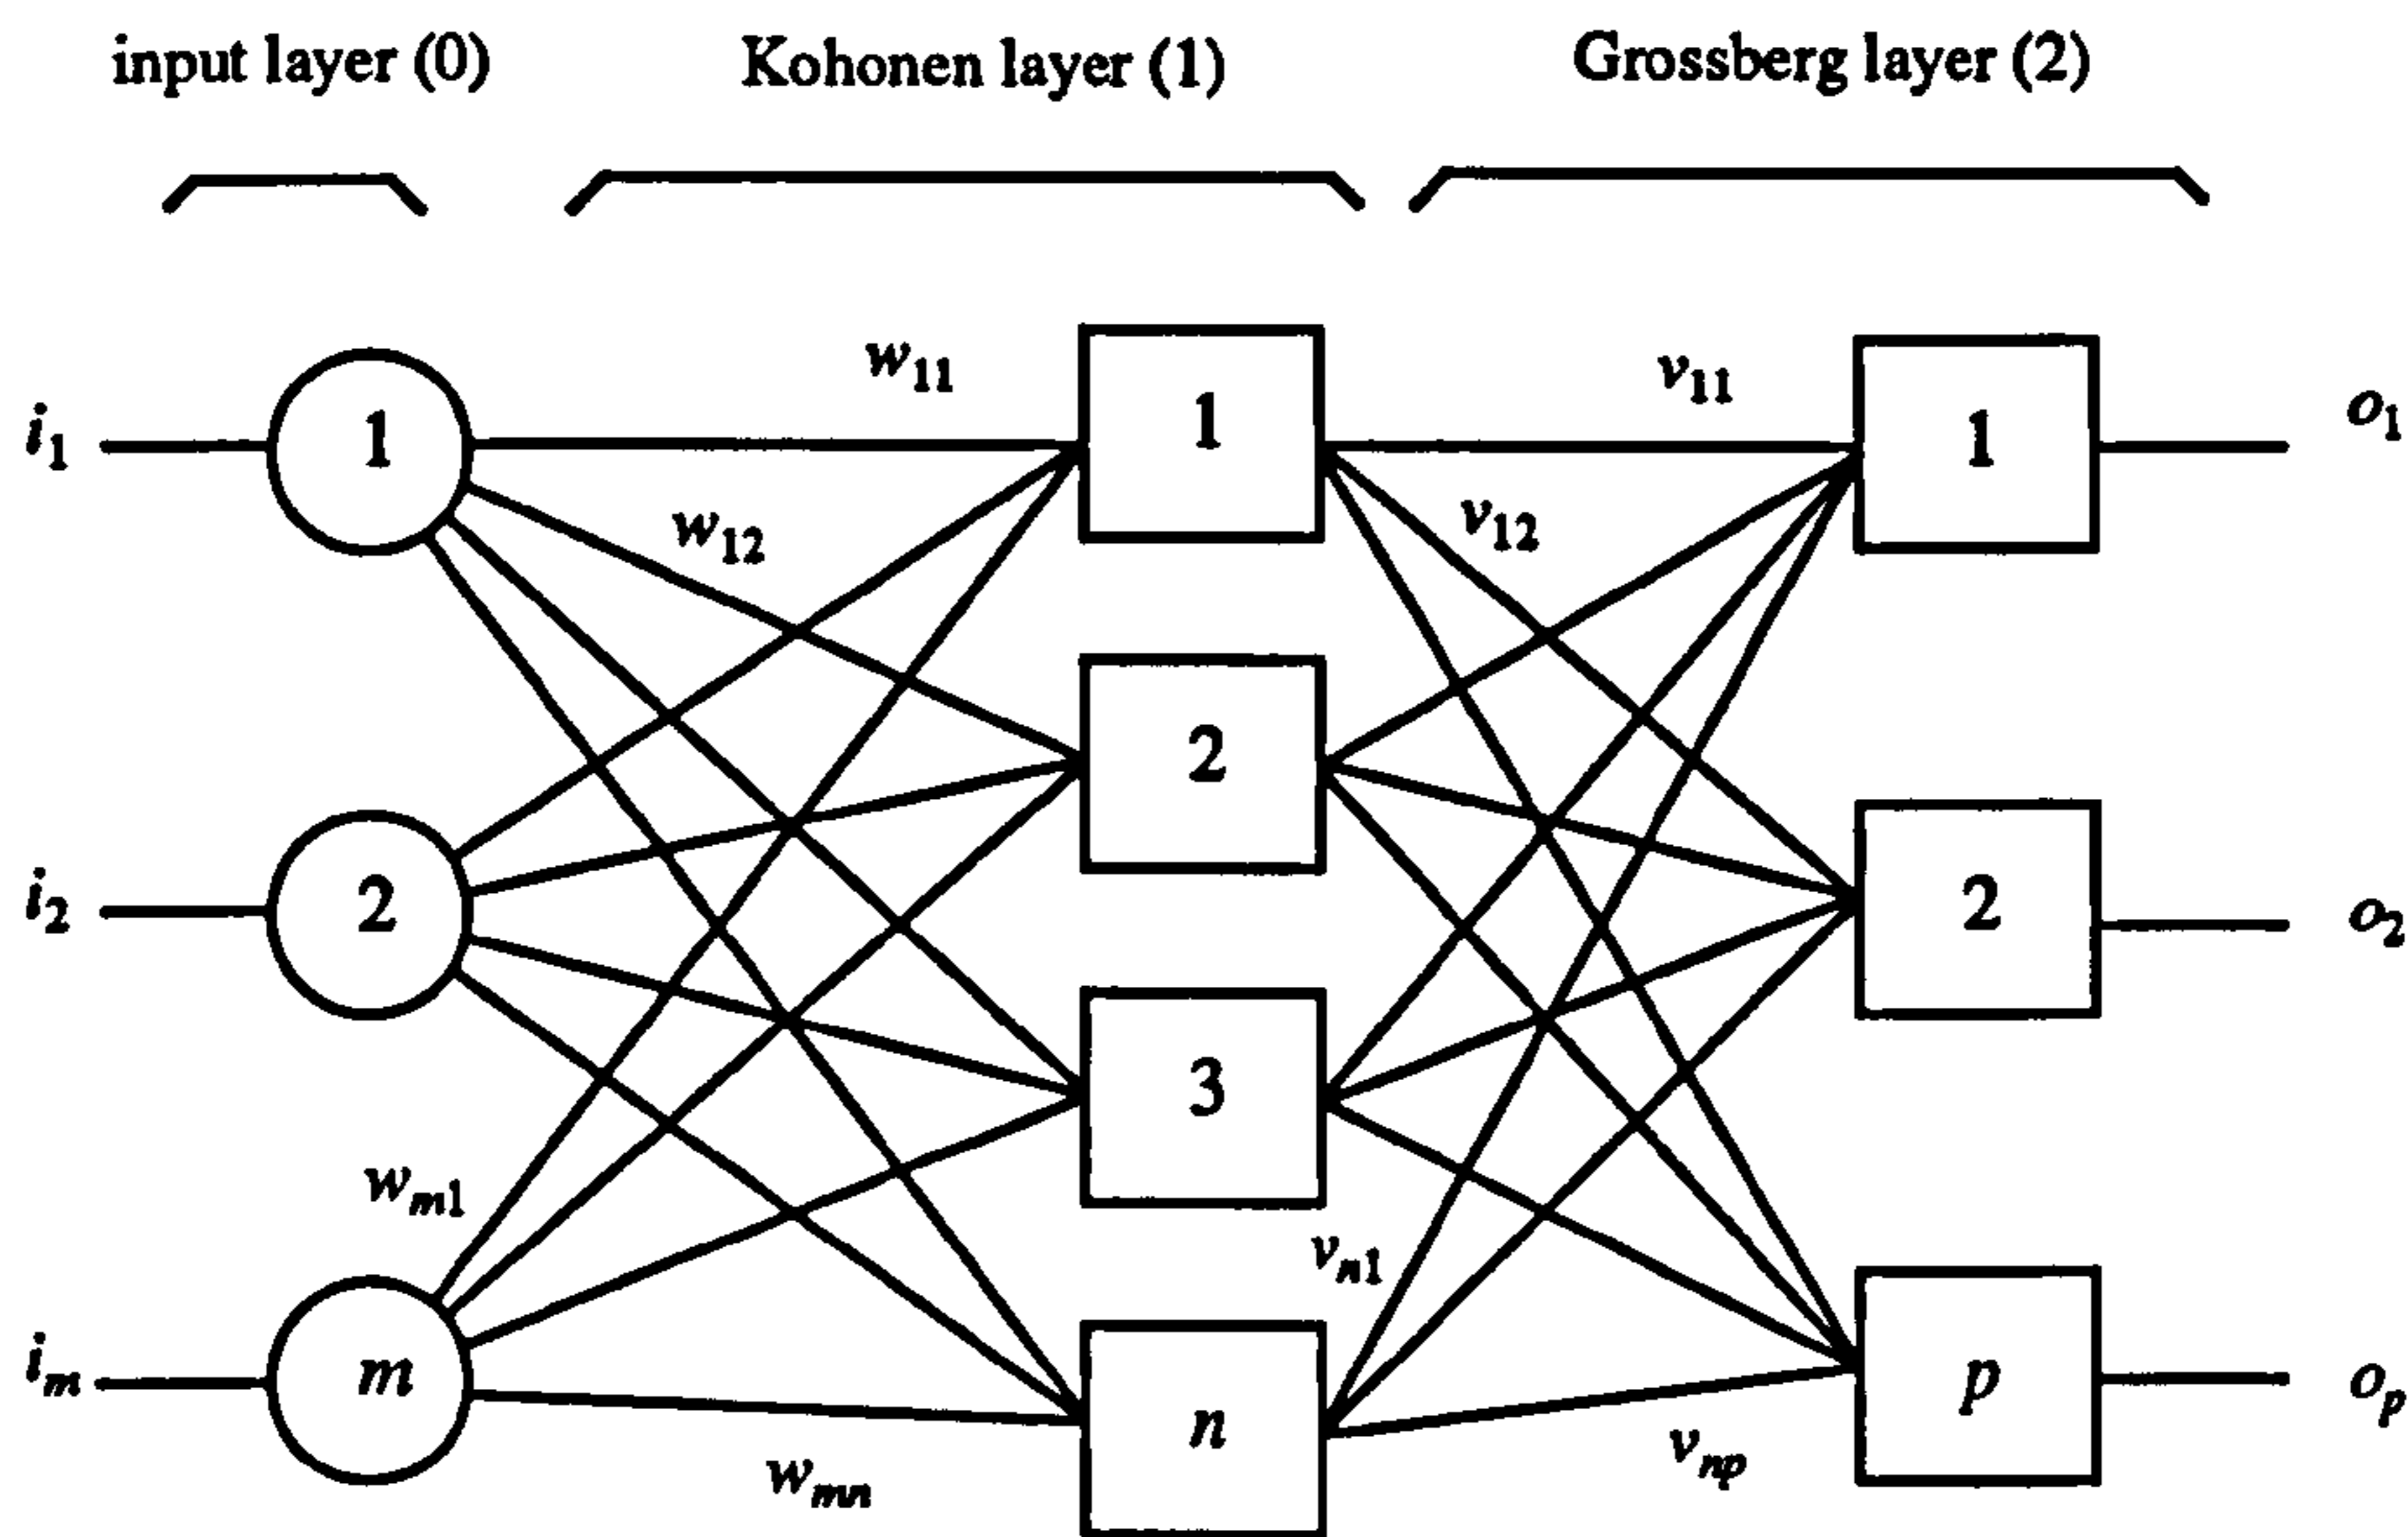 input layer (0)
Kohonen layer (1)
Grossberg layer (2)
w11
v11
i1
1
1
1
o1
w12
v12
2
i2
2
2
o2
3
wm1
vn1
im
m
n
p
op
wmn
vnp